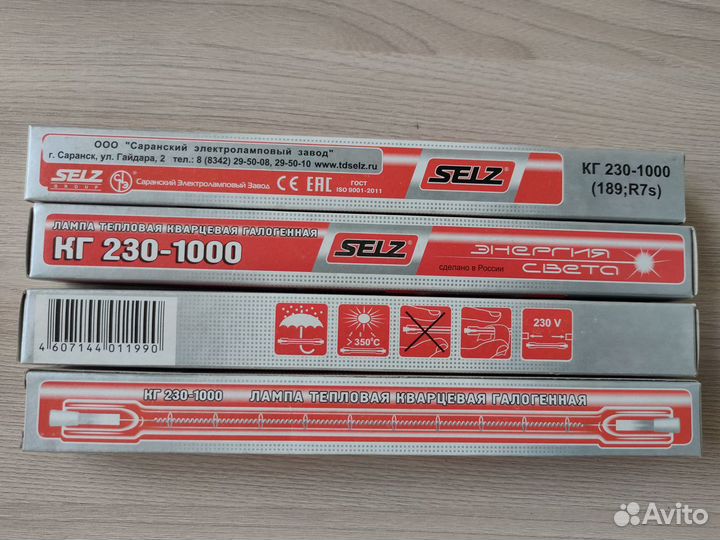 ООО "Саранский электроламповый завод"
г. Саранск, ул. Гайдара, 2 тел.: 8 (8342) 29-50-08, 29-50-10 www.tdselz.ru
SELZ
GROUP
Саранский Электроламповый Завод
CE EAC
ГОСТ
ISO 9001-2011
SELZ®
КГ 230-1000
(189;R7s)
ЛАМПА ТЕПЛОВАЯ КВАРЦЕВАЯ ГАЛОГЕННАЯ
КГ 230-1000
SELZ®
сделано в России
ЭНЕРГИЯ
СВЕТА
4 607144 011990
> 350°C
230 V
КГ 230-1000 ЛАМПА ТЕПЛОВАЯ КВАРЦЕВАЯ ГАЛОГЕННАЯ
Avito